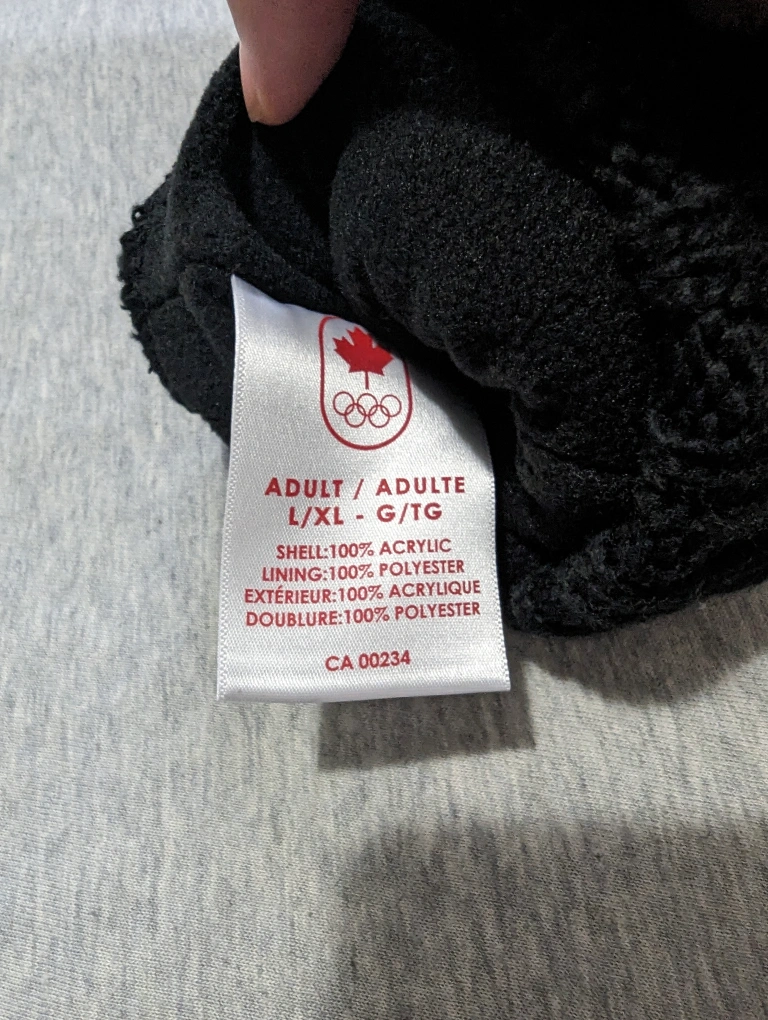 ADULT / ADULTE
L/XL - G/TG
SHELL:100% ACRYLIC
LINING:100% POLYESTER
EXTÉRIEUR:100% ACRYLIQUE
DOUBLURE:100% POLYESTER
CA 00234